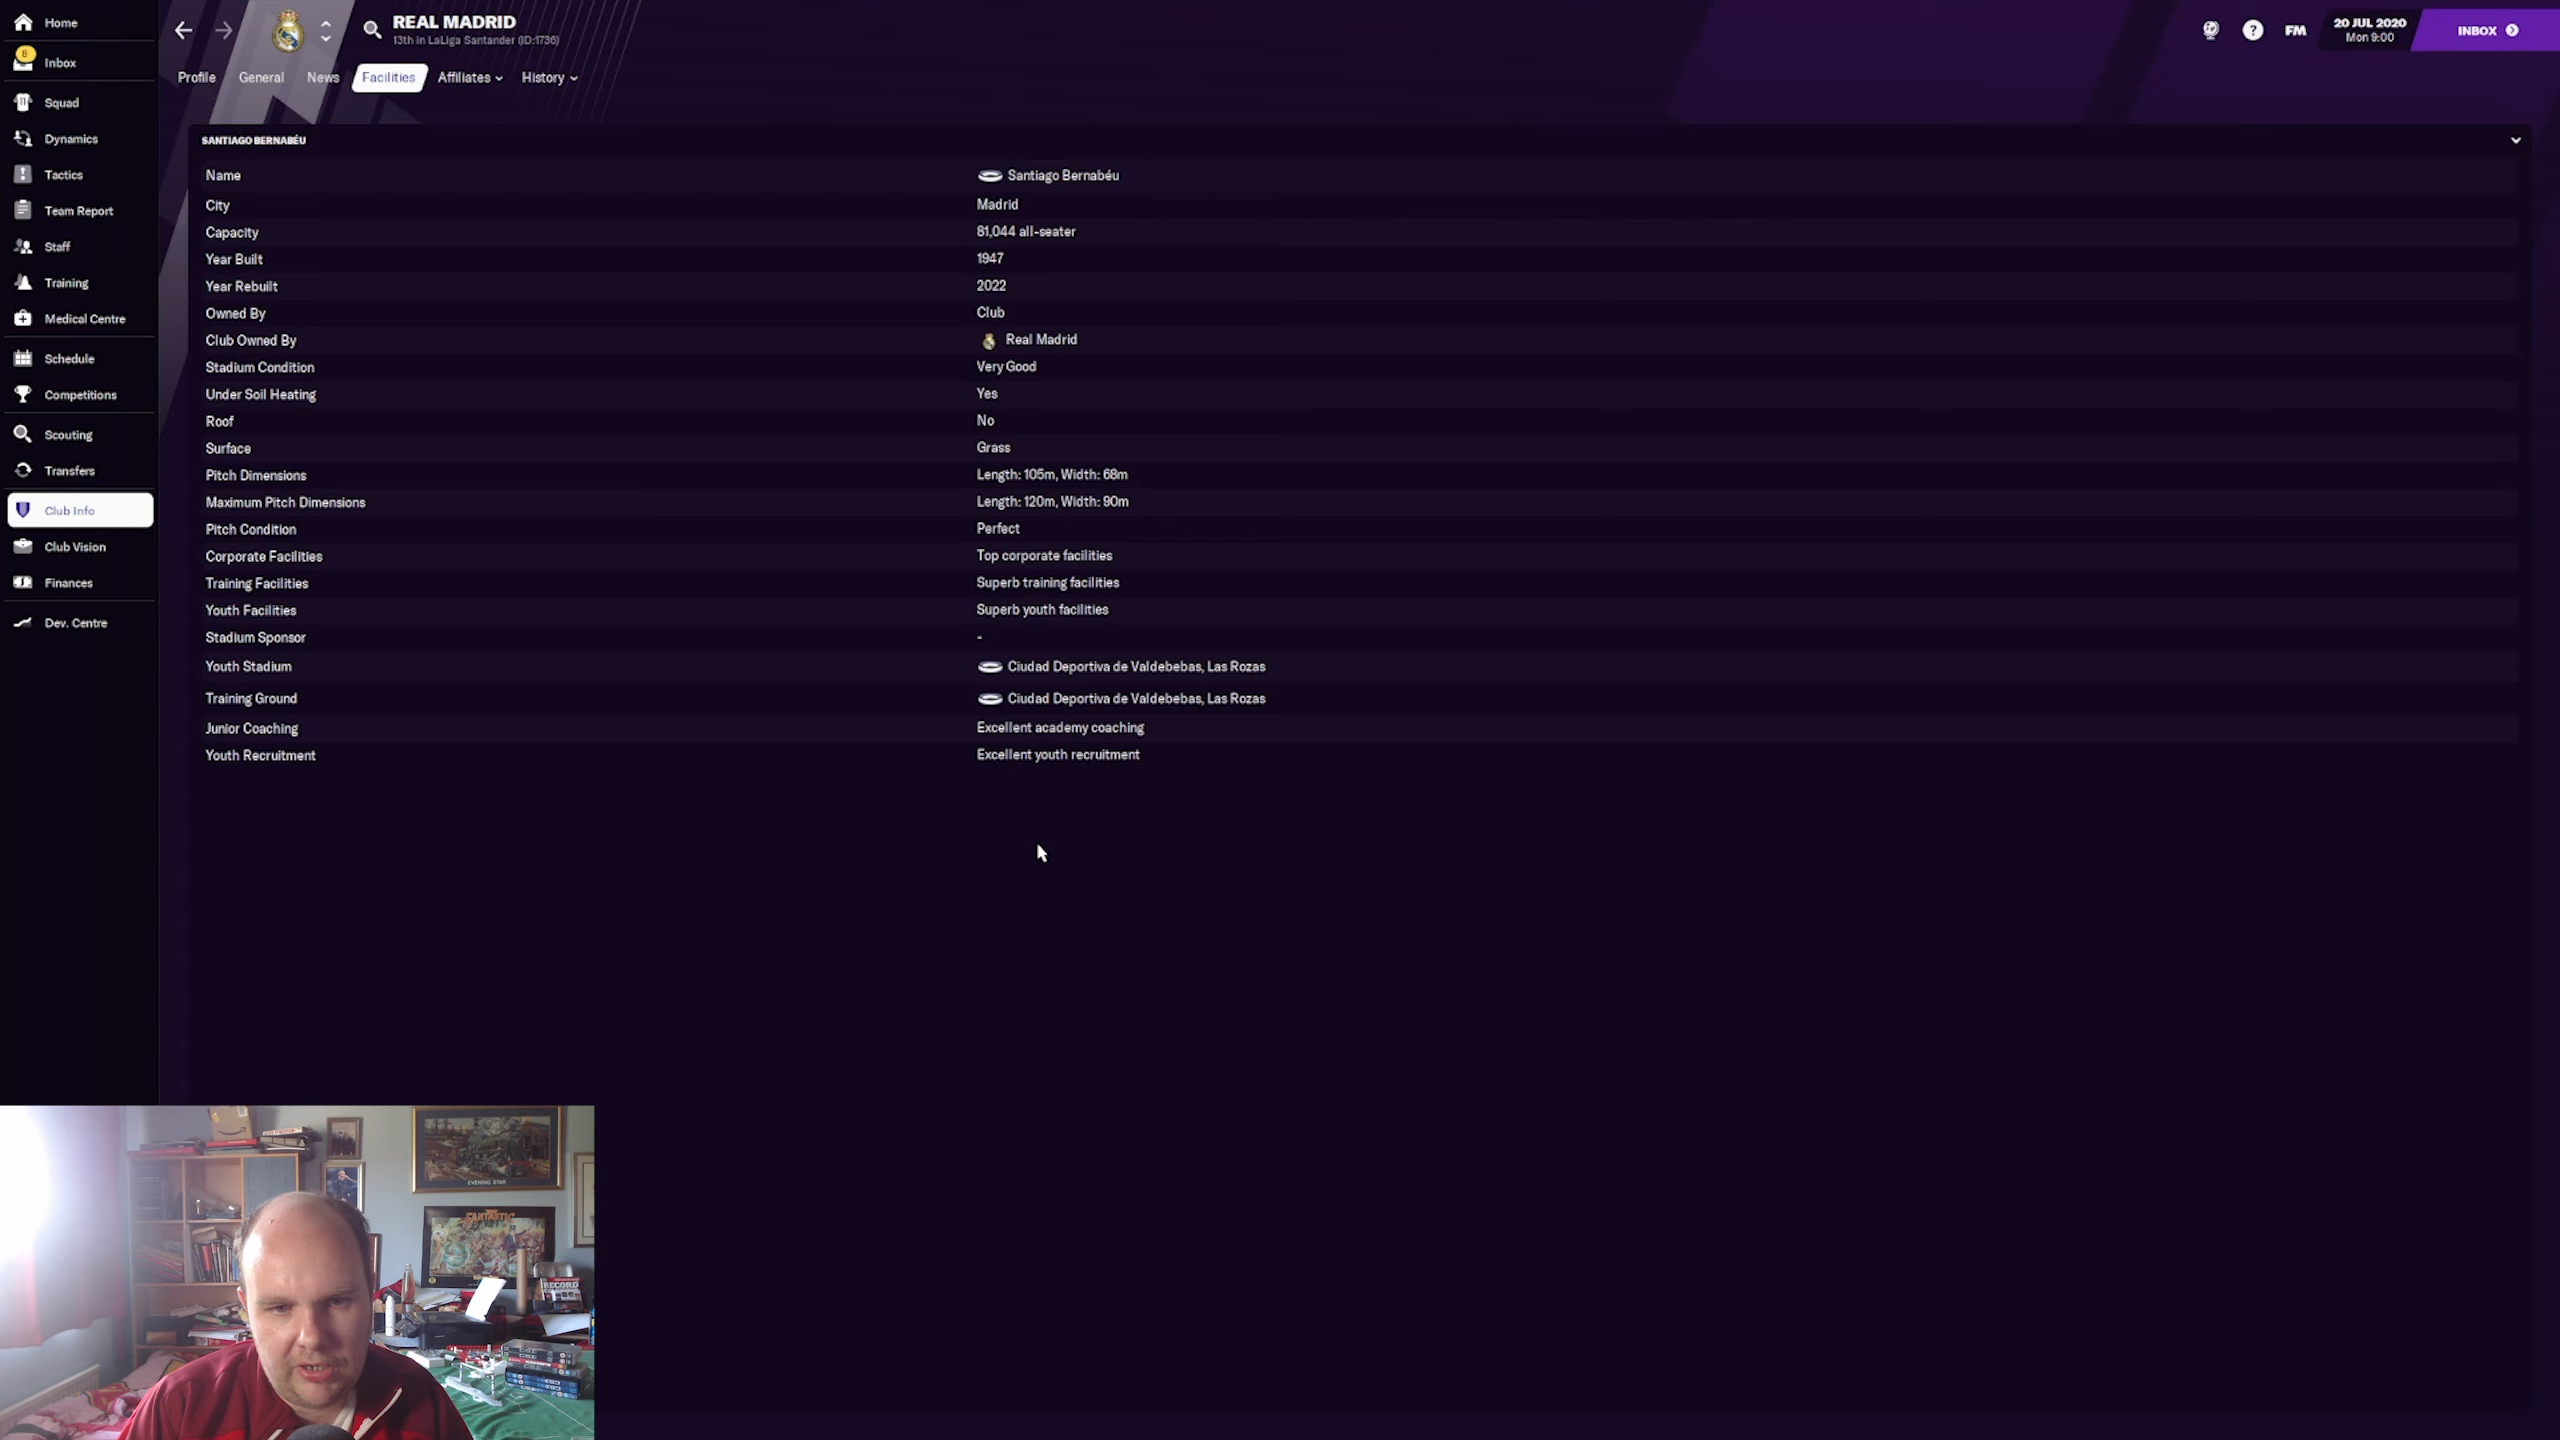 Home
Inbox
8
Squad
Dynamics
Tactics
Team Report
Staff
Training
Medical Centre
Schedule
Competitions
Scouting
Transfers
Club Info
Club Vision
Finances
Dev. Centre
REAL MADRID
13th in LaLiga Santander (ID:1736)
FM
20 JUL 2020
Mon 9:00
INBOX
Profile General News Facilities Affiliates History
SANTIAGO BERNABÉU
Name Santiago Bernabéu
City Madrid
Capacity 81,044 all-seater
Year Built 1947
Year Rebuilt 2022
Owned By Club
Club Owned By Real Madrid
Stadium Condition Very Good
Under Soil Heating Yes
Roof No
Surface Grass
Pitch Dimensions Length: 105m, Width: 68m
Maximum Pitch Dimensions Length: 120m, Width: 90m
Pitch Condition Perfect
Corporate Facilities Top corporate facilities
Training Facilities Superb training facilities
Youth Facilities Superb youth facilities
Stadium Sponsor -
Youth Stadium Ciudad Deportiva de Valdebebas, Las Rozas
Training Ground Ciudad Deportiva de Valdebebas, Las Rozas
Junior Coaching Excellent academy coaching
Youth Recruitment Excellent youth recruitment
EVENING STAR
FANTASTIC
RECORD